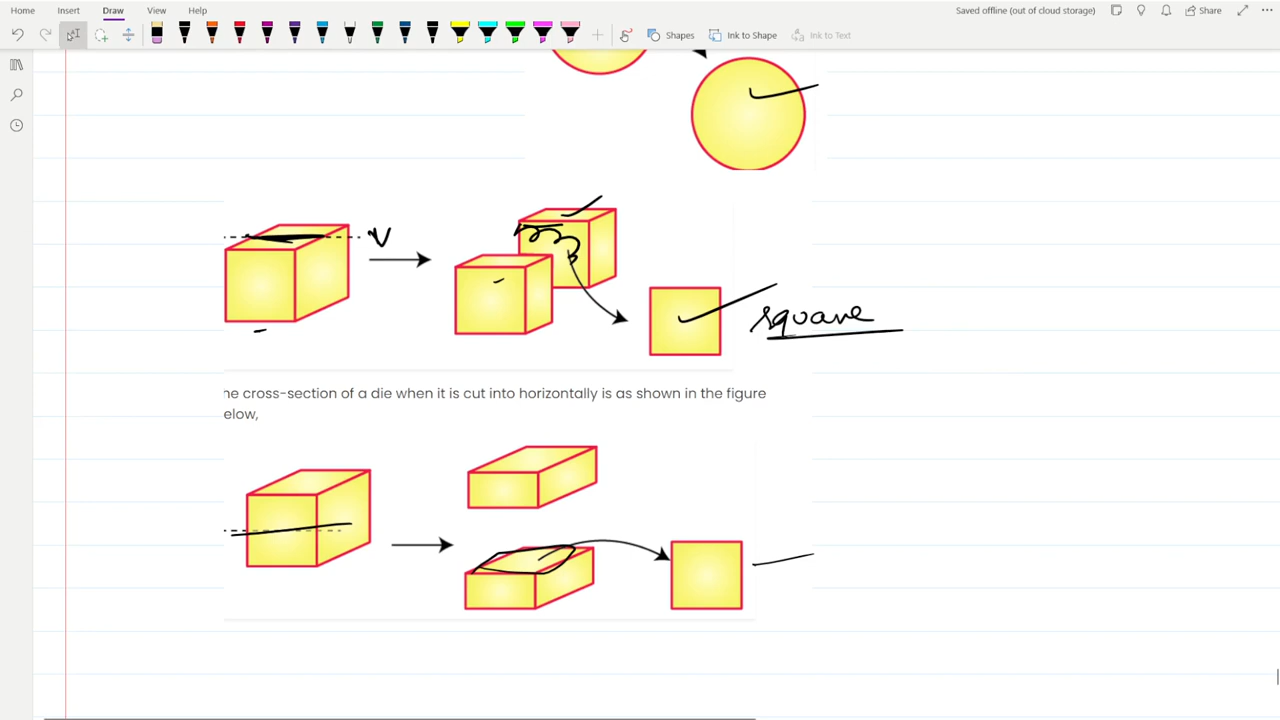 Home Insert Draw View Help Saved offline (out of cloud storage) Share
Shapes Ink to Shape Ink to Text
V
square
he cross-section of a die when it is cut into horizontally is as shown in the figure
elow,